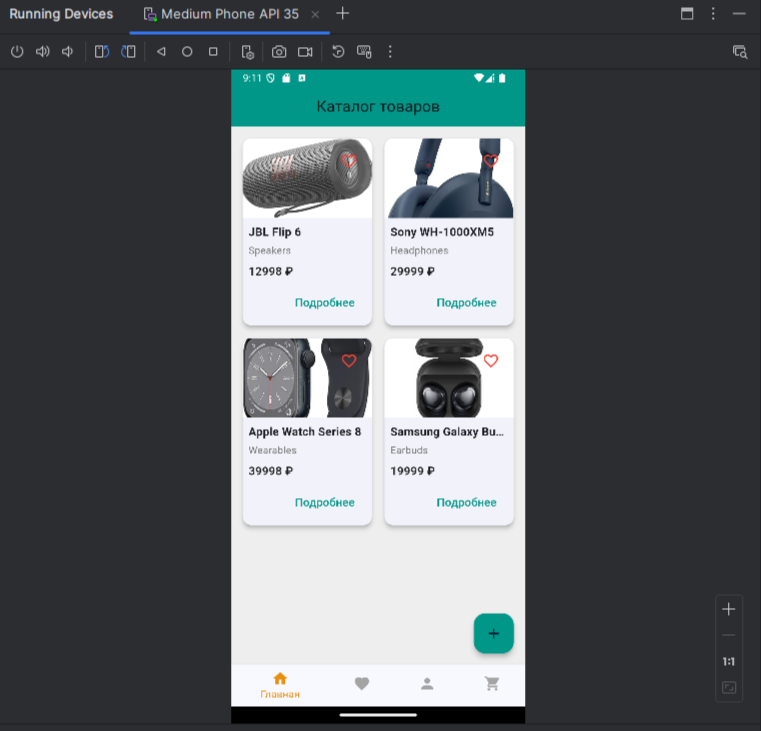 Running Devices
Medium Phone API 35
9:11
Каталог товаров
JBL Flip 6
Speakers
12998 ₽
Подробнее
Sony WH-1000XM5
Headphones
29999 ₽
Подробнее
Apple Watch Series 8
Wearables
39998 ₽
Подробнее
Samsung Galaxy Bu...
Earbuds
19999 ₽
Подробнее
Главная
1:1